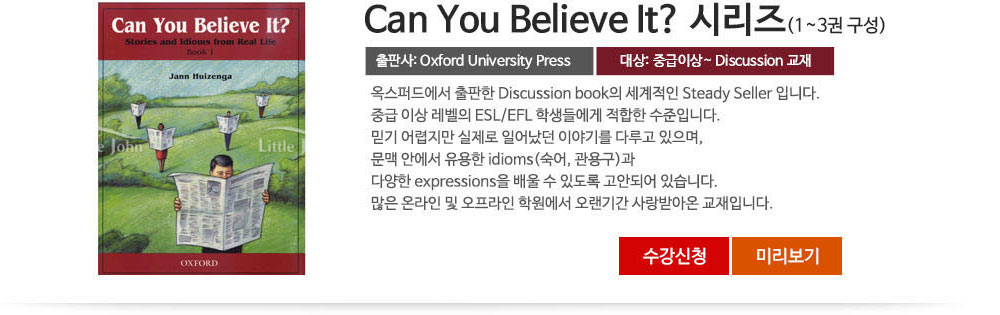 Can You Believe It?
Stories and Idioms from Real Life
Book 1
Jann Huizenga
Little John
OXFORD
Can You Believe It? 시리즈(1~3권 구성)
출판사: Oxford University Press
대상: 중급이상~ Discussion 교재
옥스퍼드에서 출판한 Discussion book의 세계적인 Steady Seller 입니다.
중급 이상 레벨의 ESL/EFL 학생들에게 적합한 수준입니다.
믿기 어렵지만 실제로 일어났던 이야기를 다루고 있으며,
문맥 안에서 유용한 idioms(숙어, 관용구)과
다양한 expressions을 배울 수 있도록 고안되어 있습니다.
많은 온라인 및 오프라인 학원에서 오랜기간 사랑받아온 교재입니다.
수강신청
미리보기